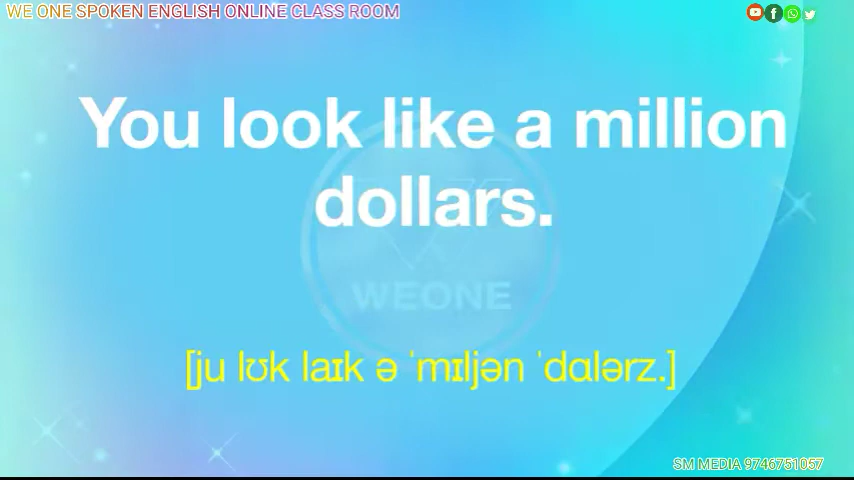 WE ONE SPOKEN ENGLISH ONLINE CLASS ROOM
You look like a million
dollars.
WEONE
[ju lʊk laɪk ə ˈmɪljən ˈdɑlərz.]
SM MEDIA 9746751057